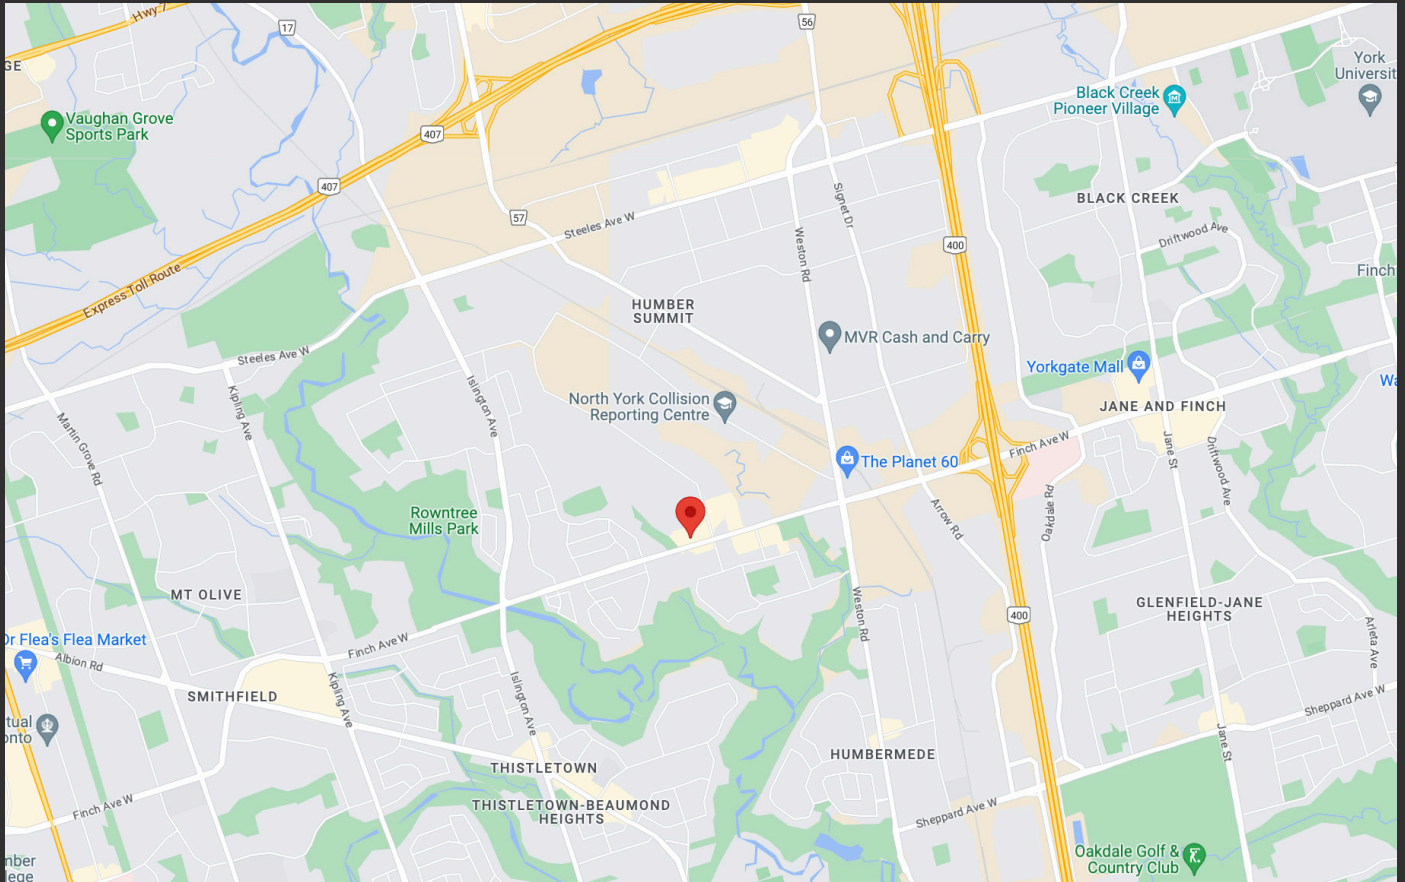 Hwy 7
17
56
GE
York
Universit
Vaughan Grove
Sports Park
Black Creek
Pioneer Village
407
407
BLACK CREEK
57
Signet Dr
Steeles Ave W
Driftwood Ave
400
Weston Rd
Express Toll Route
Finch
HUMBER
SUMMIT
MVR Cash and Carry
Steeles Ave W
Yorkgate Mall
Wa
Kipling Ave
Islington Ave
North York Collision
Reporting Centre
JANE AND FINCH
Martin Grove Rd
Finch Ave W
Jane St
Driftwood Ave
The Planet 60
Rowntree
Mills Park
Arrow Rd
Oakdale Rd
MT OLIVE
Weston Rd
400
GLENFIELD-JANE
HEIGHTS
Arleta Ave
Dr Flea's Flea Market
Finch Ave W
Albion Rd
SMITHFIELD
Kipling Ave
Islington Ave
Sheppard Ave W
tual
onto
Jane St
HUMBERMEDE
THISTLETOWN
THISTLETOWN-BEAUMOND
HEIGHTS
Finch Ave W
Sheppard Ave W
Oakdale Golf &
Country Club
mber
lege